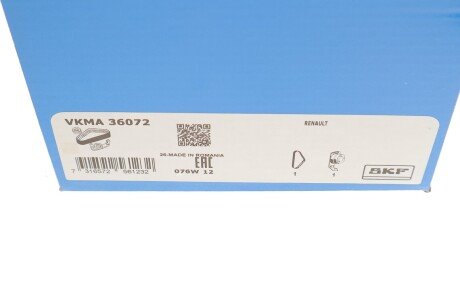 VKMA 36072
RENAULT
26-MADE IN ROMANIA
EAC
076W 12
7 316572 981232
1 1
SKF